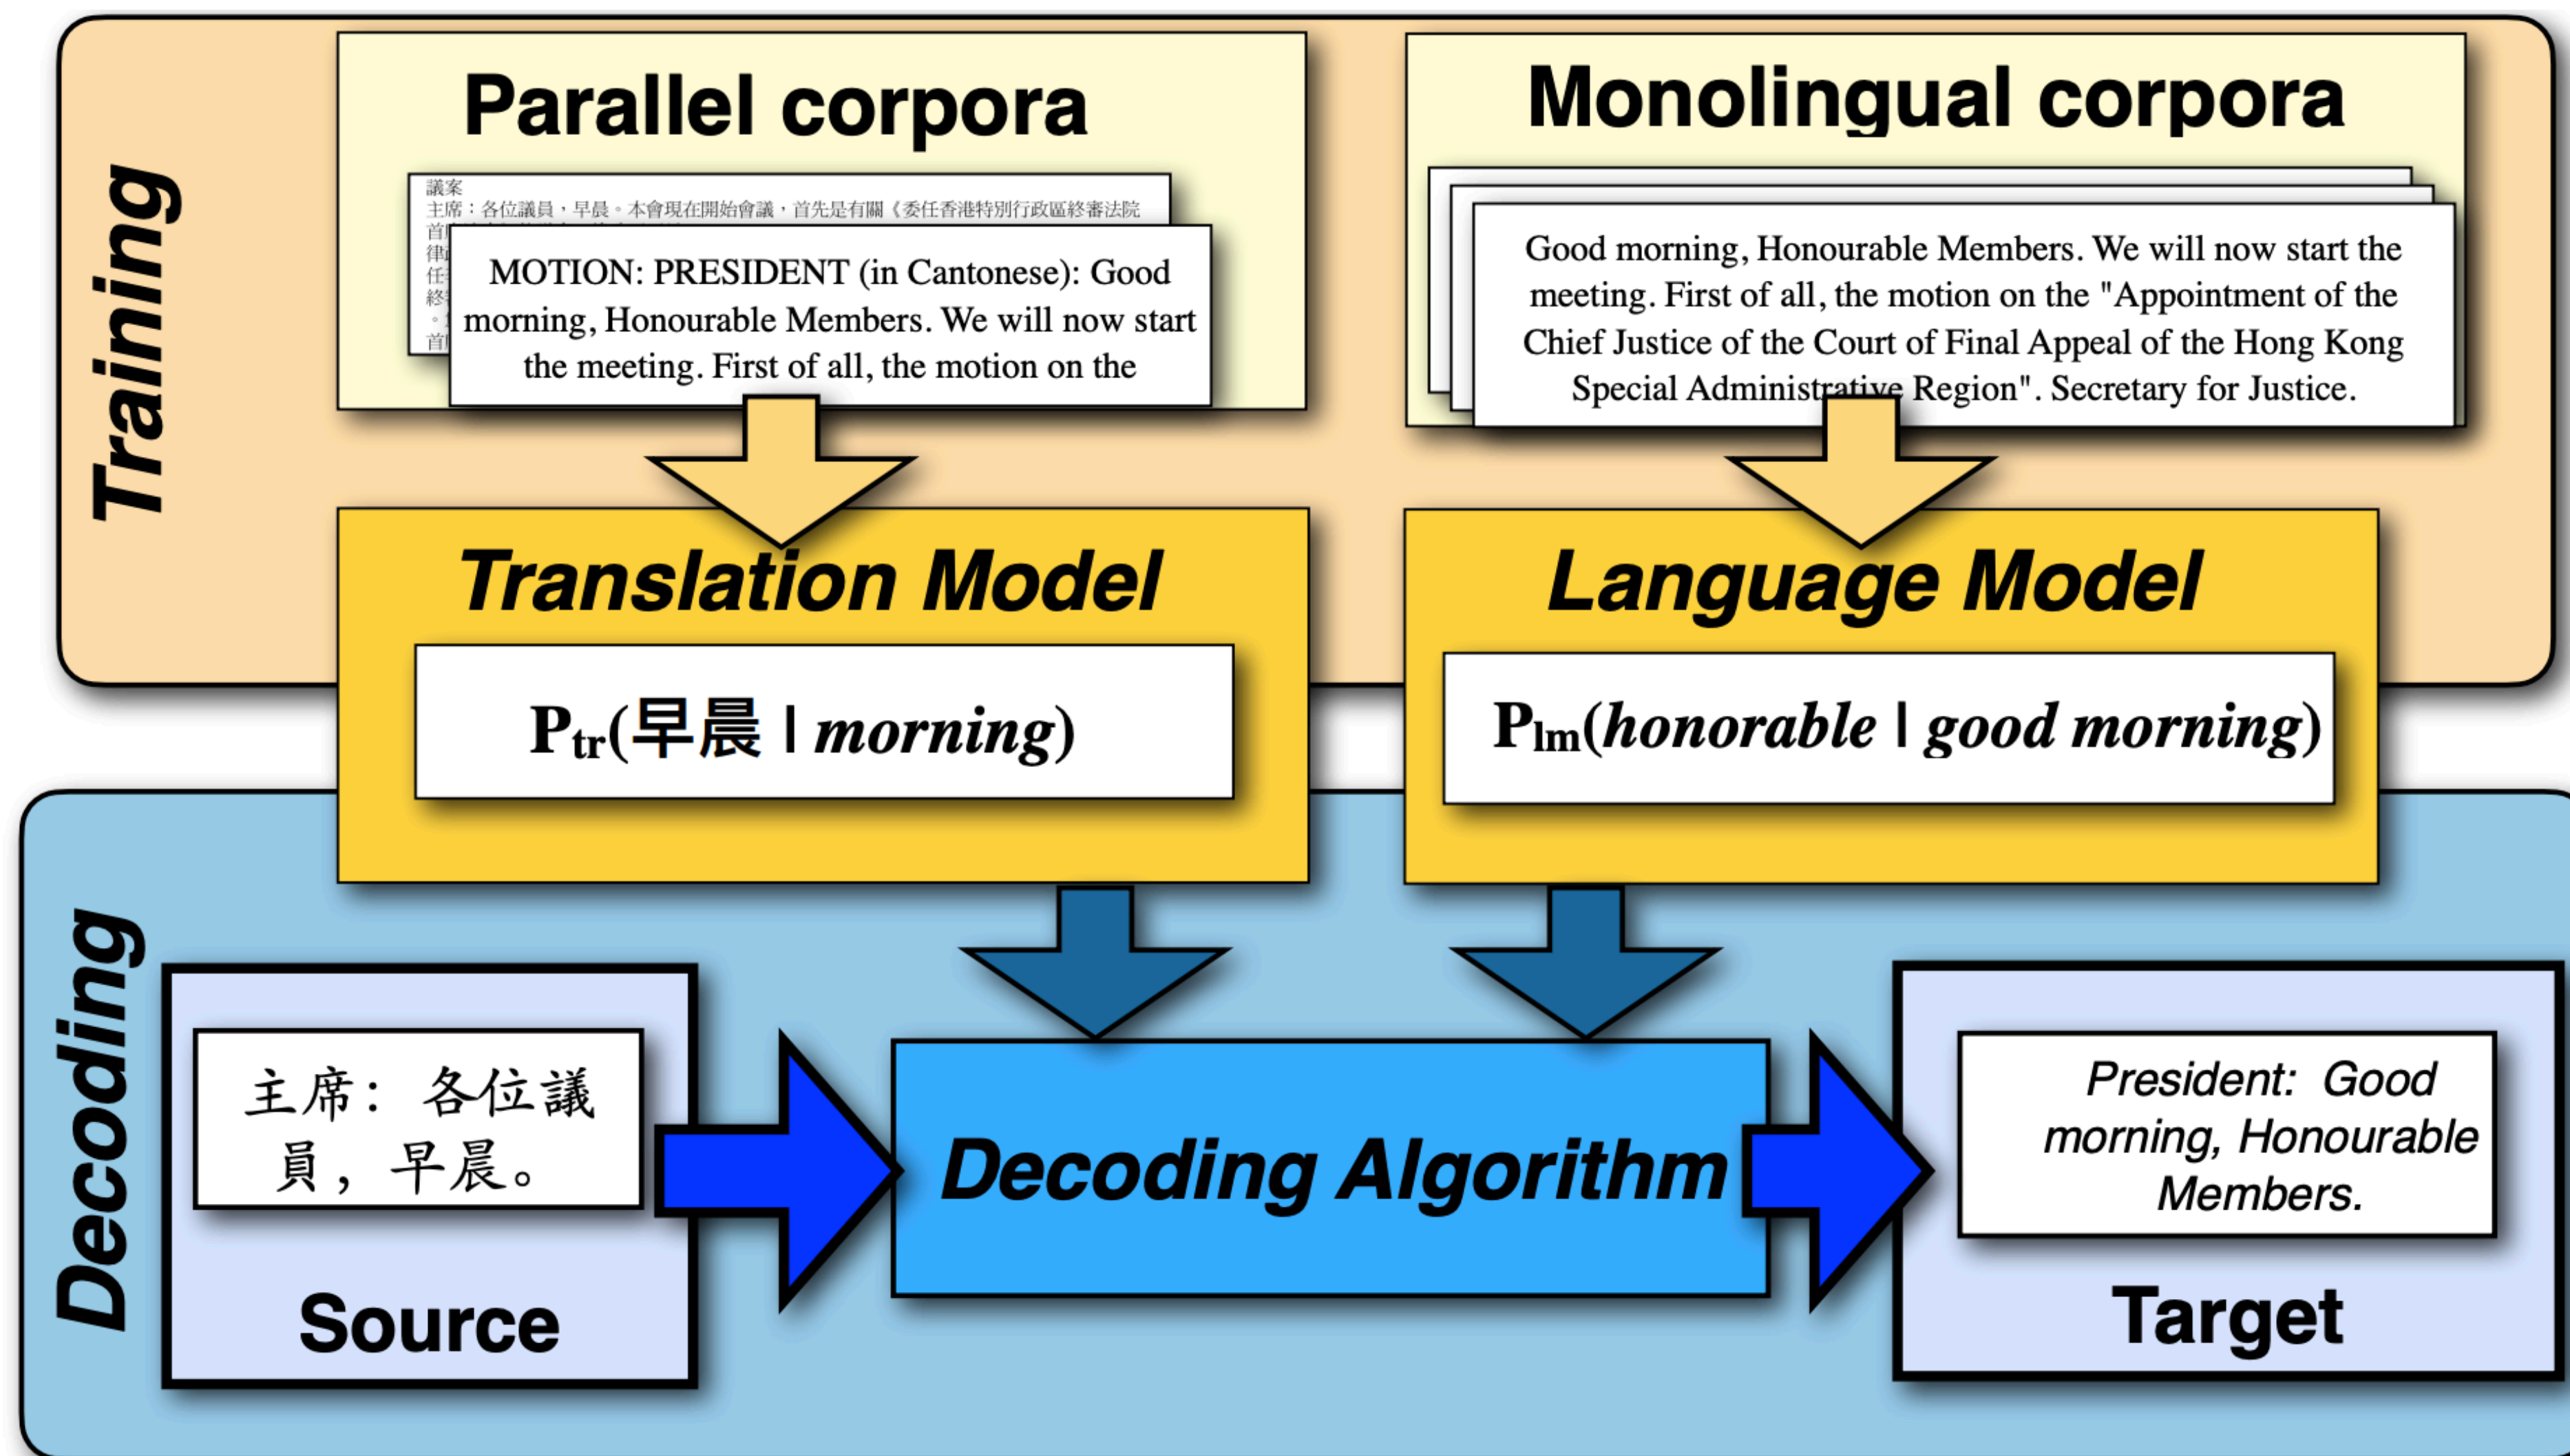 Training
Parallel corpora
議案
主席：各位議員，早晨。本會現在開始會議，首先是有關《委任香港特別行政區終審法院
MOTION: PRESIDENT (in Cantonese): Good
morning, Honourable Members. We will now start
the meeting. First of all, the motion on the
Monolingual corpora
Good morning, Honourable Members. We will now start the
meeting. First of all, the motion on the "Appointment of the
Chief Justice of the Court of Final Appeal of the Hong Kong
Special Administrative Region". Secretary for Justice.
Translation Model
Ptr(早晨 | morning)
Language Model
Plm(honorable | good morning)
Decoding
主席：各位議
員，早晨。
Source
Decoding Algorithm
President: Good
morning, Honourable
Members.
Target